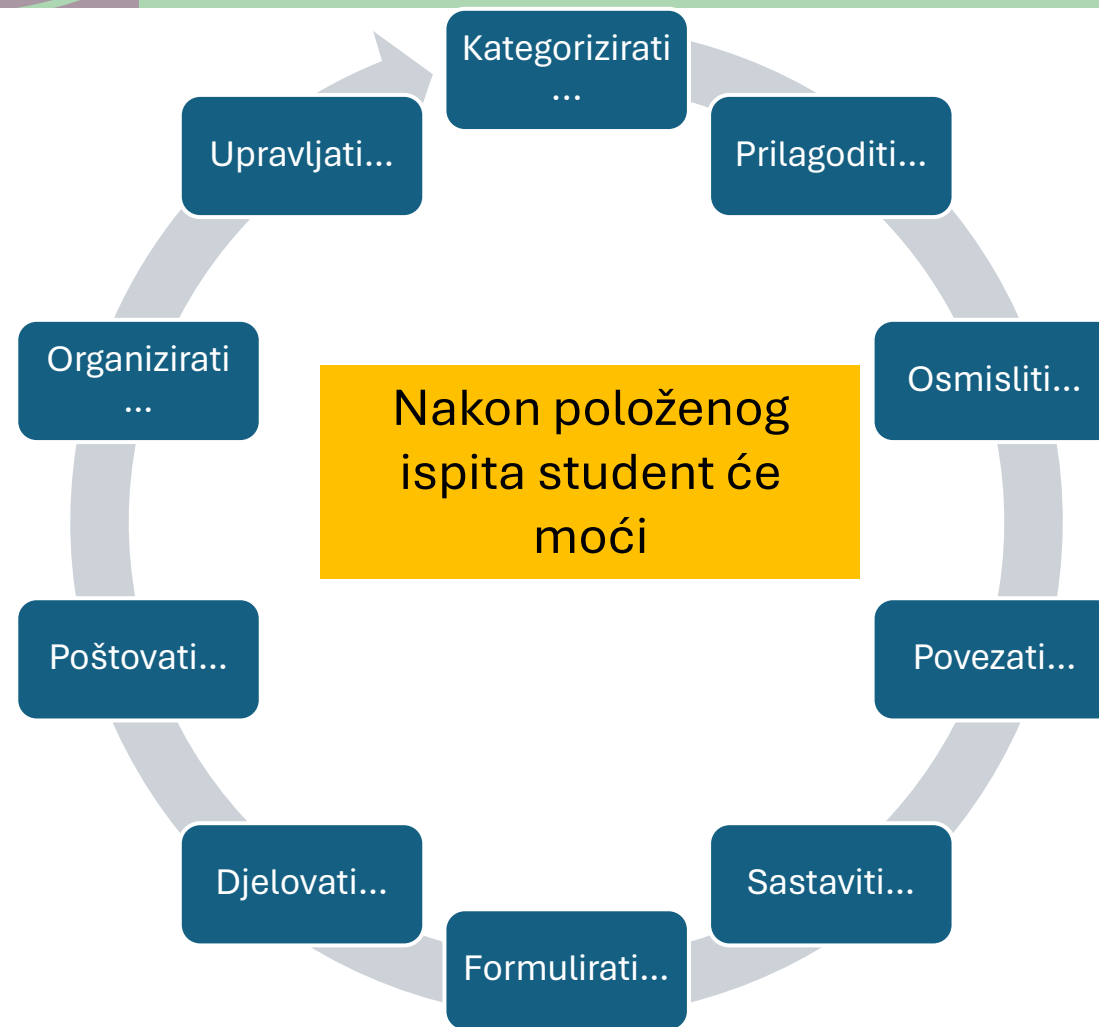 Kategorizirati
...
Prilagoditi...
Osmisliti...
Povezati...
Sastaviti...
Formulirati...
Djelovati...
Poštovati...
Organizirati
...
Upravljati...
Nakon položenog
ispita student će
moći